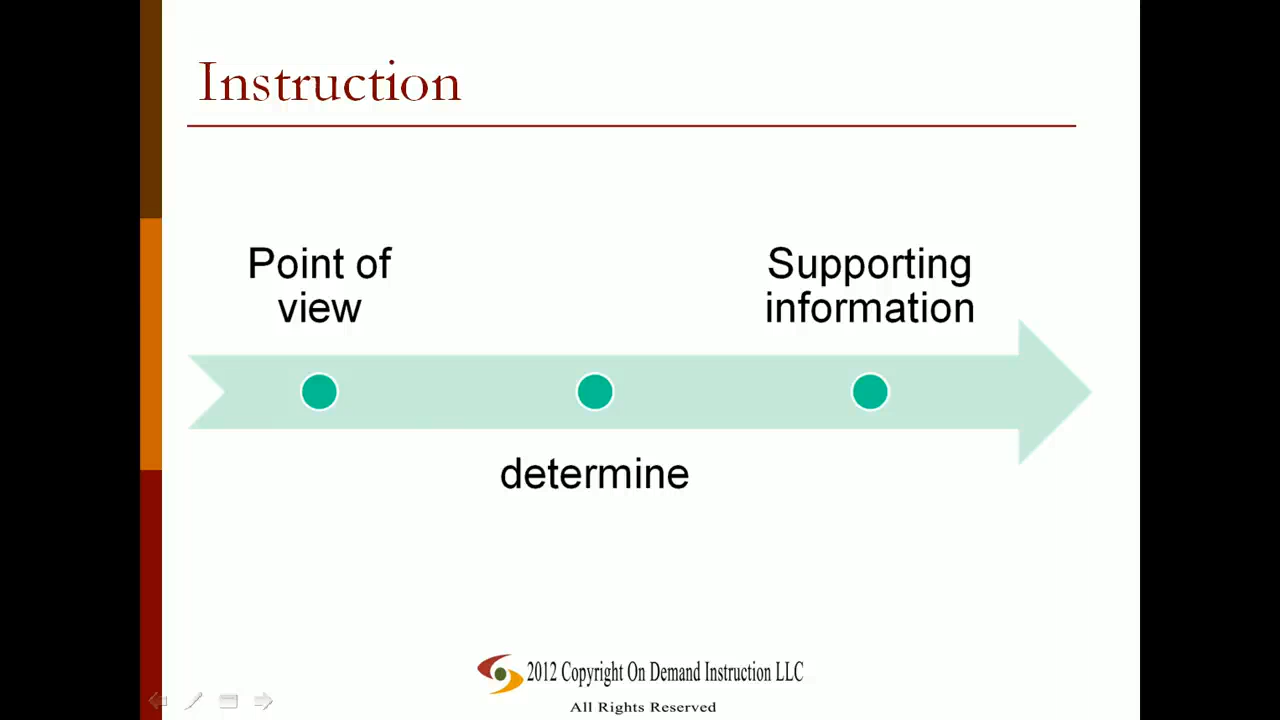 Instruction
Point of
view
Supporting
information
determine
2012 Copyright On Demand Instruction LLC
All Rights Reserved